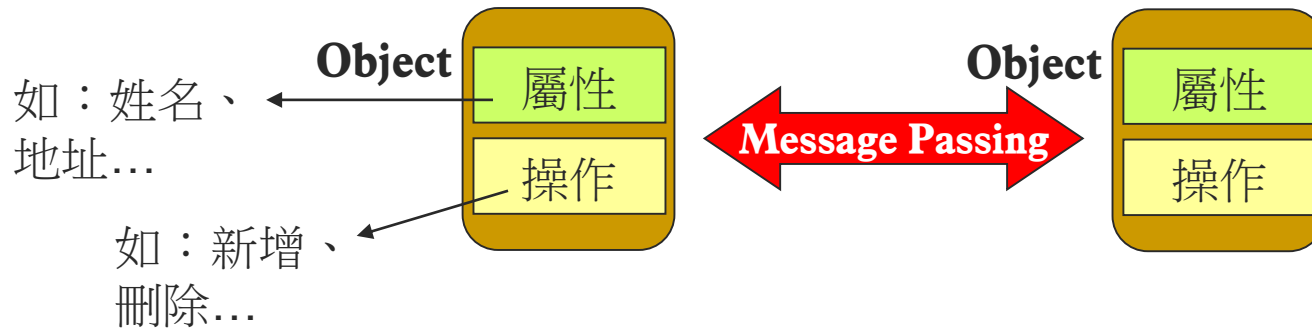 Object
屬性
操作
如：姓名、
地址…
如：新增、
刪除…
Message Passing
Object
屬性
操作